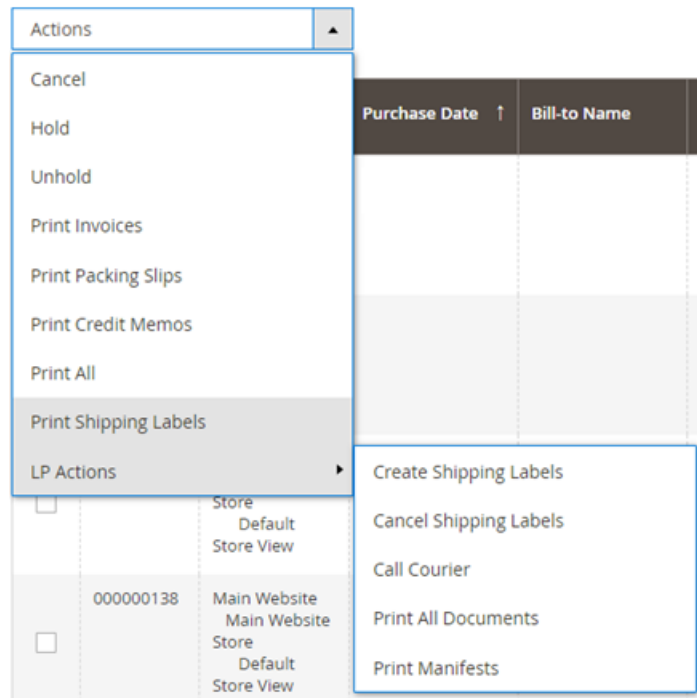 Actions
Cancel
Hold
Unhold
Print Invoices
Print Packing Slips
Print Credit Memos
Print All
Print Shipping Labels
LP Actions
Purchase Date ↑
Bill-to Name
Create Shipping Labels
Cancel Shipping Labels
Call Courier
Print All Documents
Print Manifests
Store
Default
Store View
000000138
Main Website
Main Website
Store
Default
Store View